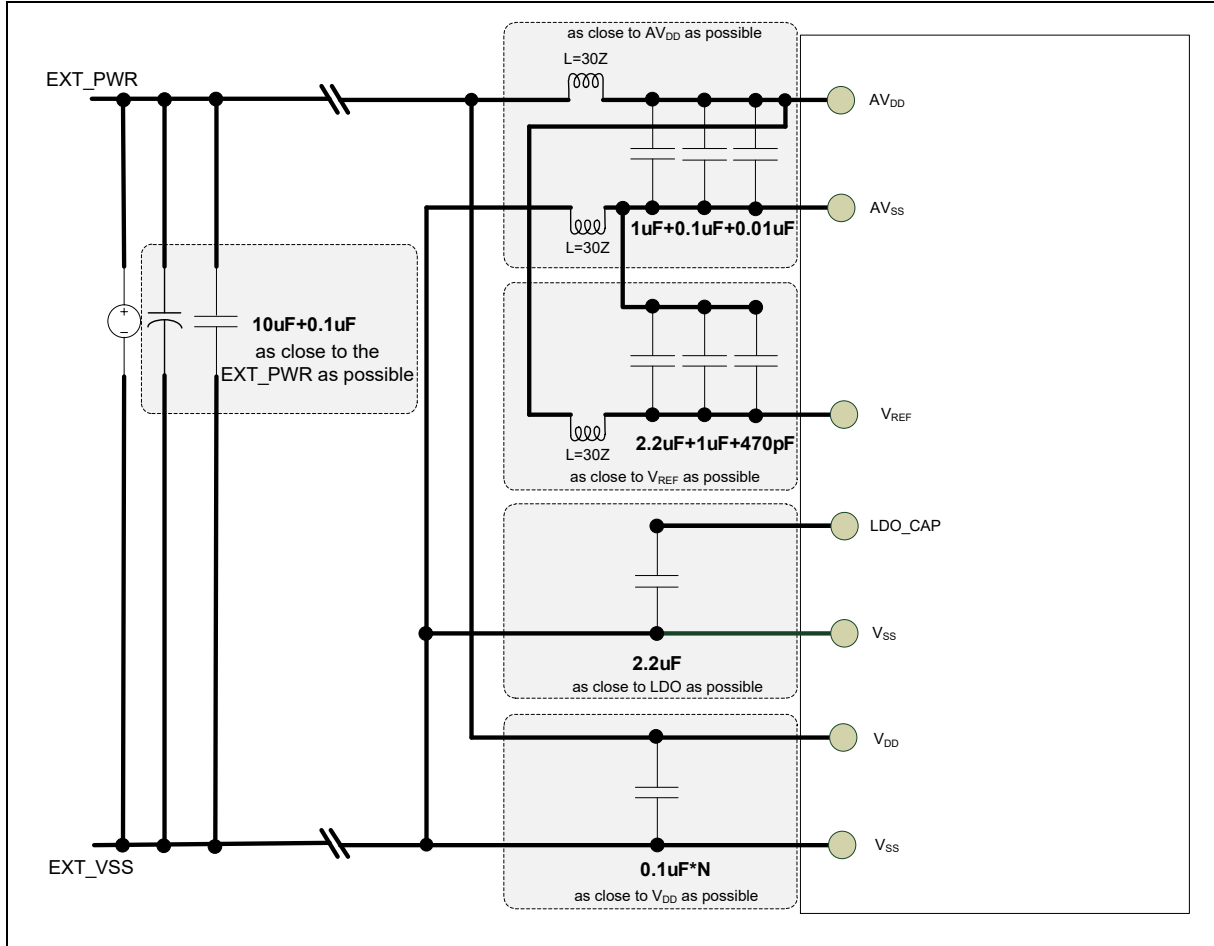 as close to AVDD as possible
L=30Z
EXT_PWR
AVDD
AVSS
L=30Z
1uF+0.1uF+0.01uF
+
−
10uF+0.1uF
as close to the
EXT_PWR as possible
VREF
L=30Z
2.2uF+1uF+470pF
as close to VREF as possible
LDO_CAP
VSS
2.2uF
as close to LDO as possible
VDD
VSS
EXT_VSS
0.1uF*N
as close to VDD as possible